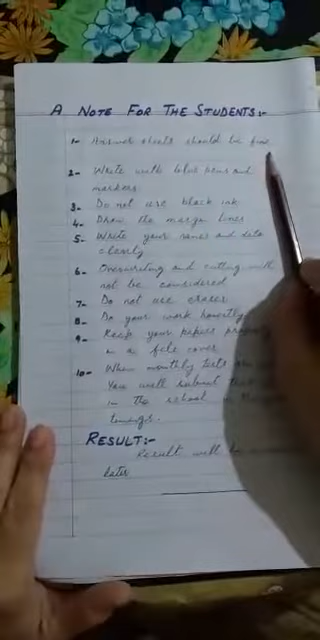 A NOTE FOR THE STUDENTS:-
1- Answer sheets should be fine
2- Write with blue pens and
markers
3- Do not use black ink
4- Draw the margin lines
5- Write your names and date
clearly
6- Overwriting and cutting will
not be considered
7- Do not use eraser
8- Do your work honestly
9- Keep your papers
in a file cover
10- When monthly tests
You will submit
in the school in
timings.
RESULT:-
Result will be
later